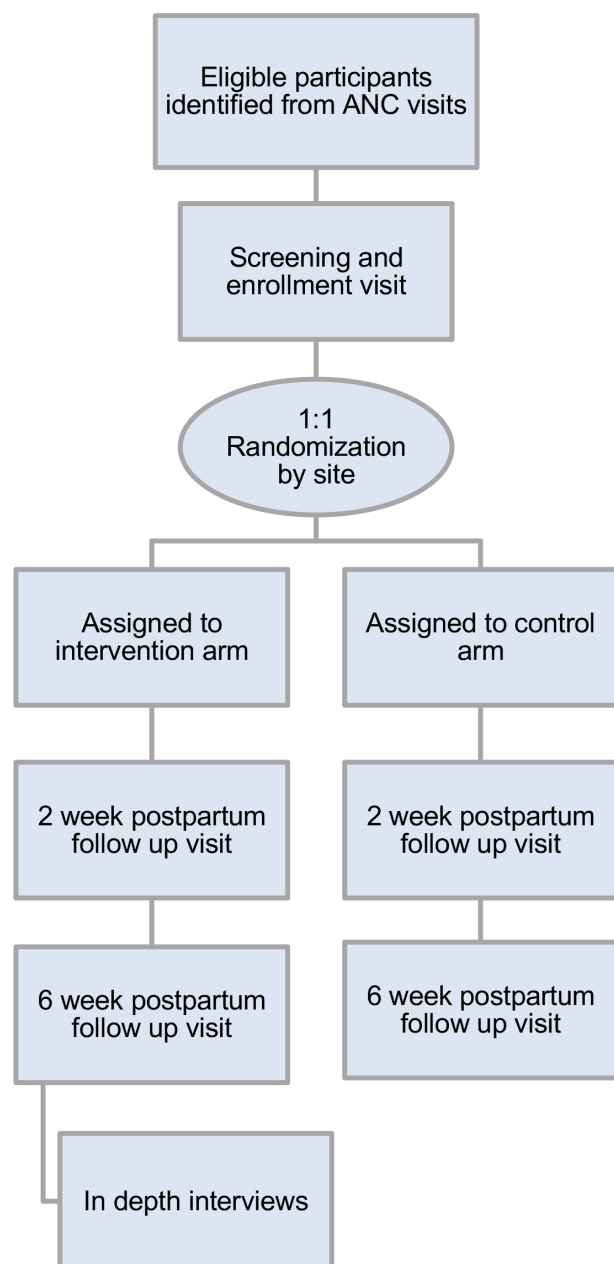 Eligible participants
identified from ANC visits
Screening and
enrollment visit
1:1
Randomization
by site
Assigned to
intervention arm
Assigned to control
arm
2 week postpartum
follow up visit
2 week postpartum
follow up visit
6 week postpartum
follow up visit
6 week postpartum
follow up visit
In depth interviews